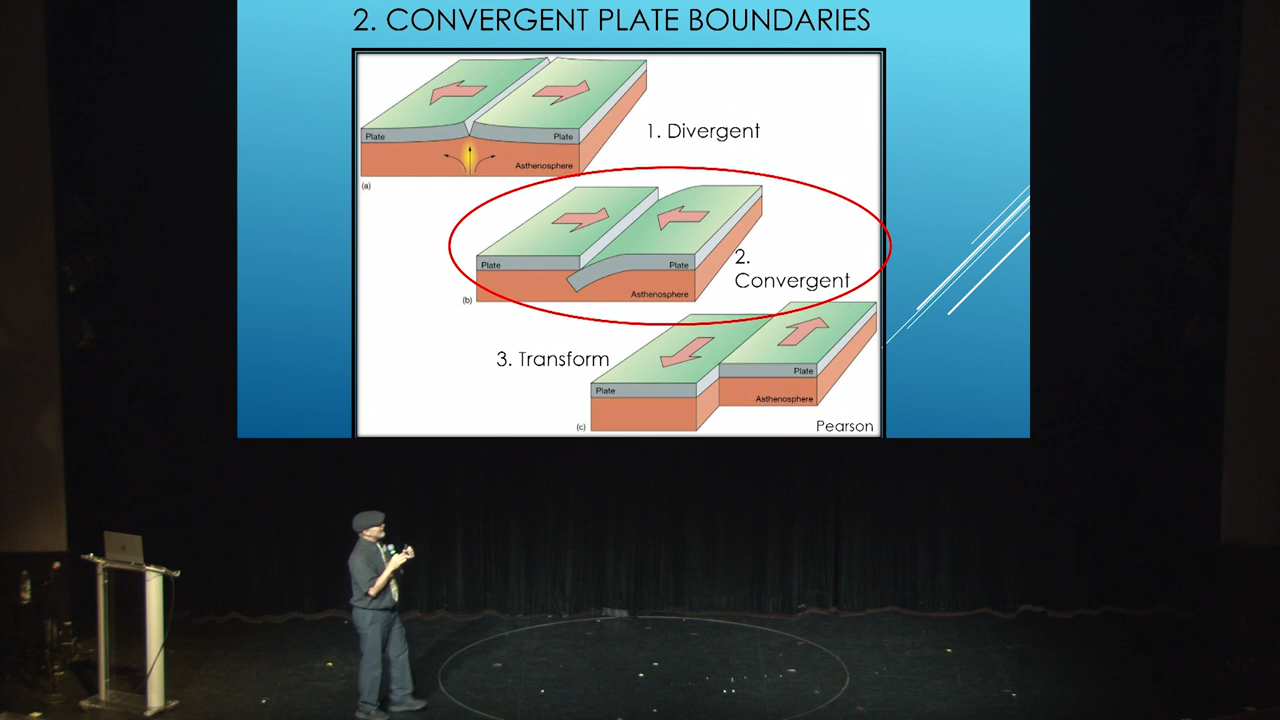 2. CONVERGENT PLATE BOUNDARIES
Plate
Plate
1. Divergent
Asthenosphere
(a)
Plate
Plate
2.
Convergent
Asthenosphere
(b)
3. Transform
Plate
Plate
Asthenosphere
(c)
Pearson